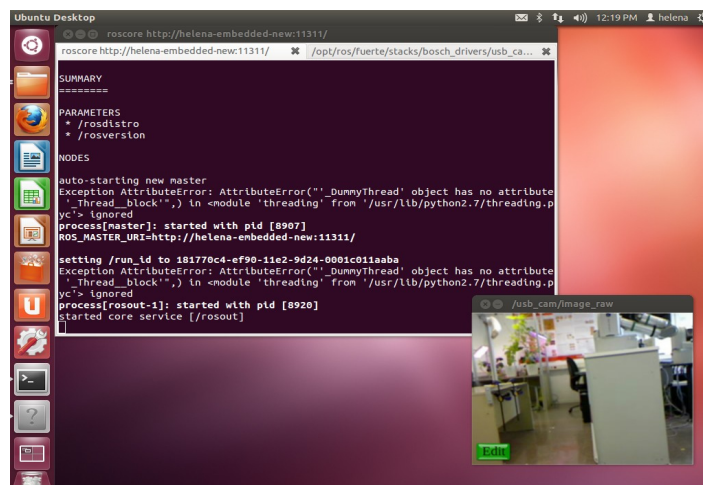 Ubuntu Desktop
12:19 PM helena
roscore http://helena-embedded-new:11311/
roscore http://helena-embedded-new:11311/ /opt/ros/fuerte/stacks/bosch_drivers/usb_ca...
SUMMARY
========
PARAMETERS
* /rosdistro
* /rosversion
NODES
auto-starting new master
Exception AttributeError: AttributeError("'_DummyThread' object has no attribute
'_Thread__block'",) in <module 'threading' from '/usr/lib/python2.7/threading.p
yc'> ignored
process[master]: started with pid [8907]
ROS_MASTER_URI=http://helena-embedded-new:11311/
setting /run_id to 181770c4-ef90-11e2-9d24-0001c011aaba
Exception AttributeError: AttributeError("'_DummyThread' object has no attribute
'_Thread__block'",) in <module 'threading' from '/usr/lib/python2.7/threading.p
yc'> ignored
process[rosout-1]: started with pid [8920]
started core service [/rosout]
/usb_cam/image_raw
Edit